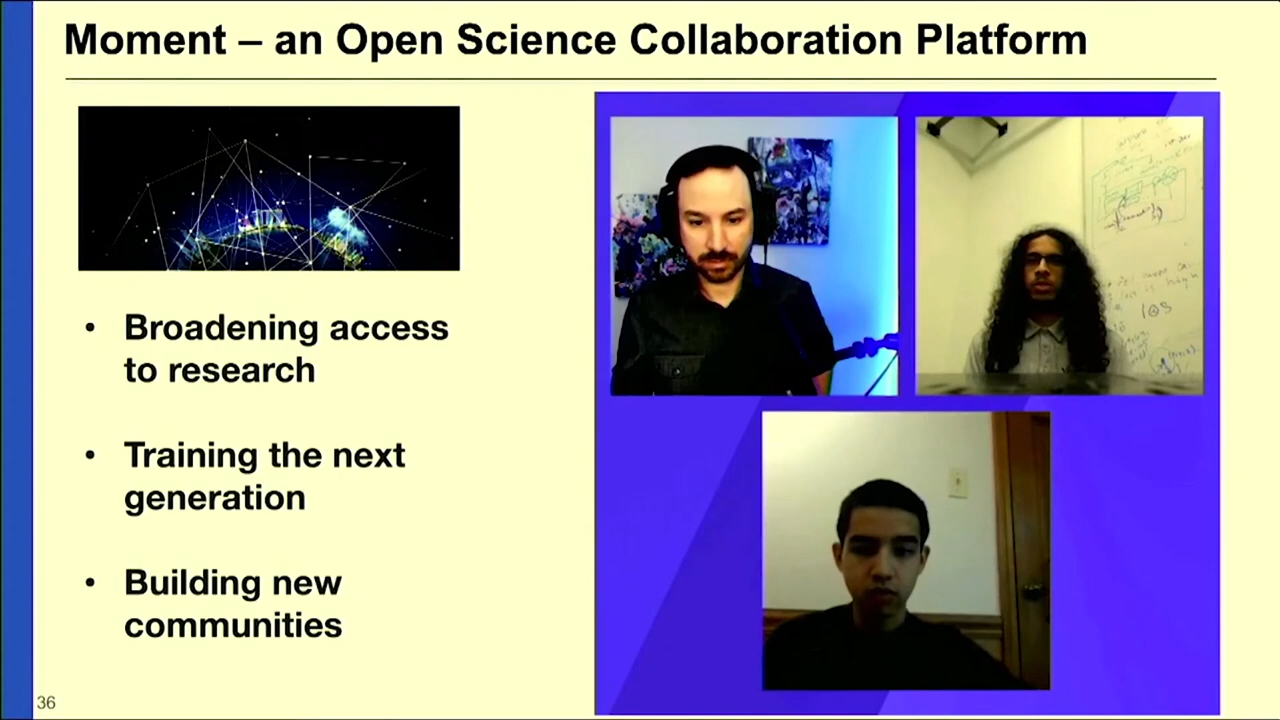 Moment – an Open Science Collaboration Platform
• Broadening access
to research
• Training the next
generation
• Building new
communities
36